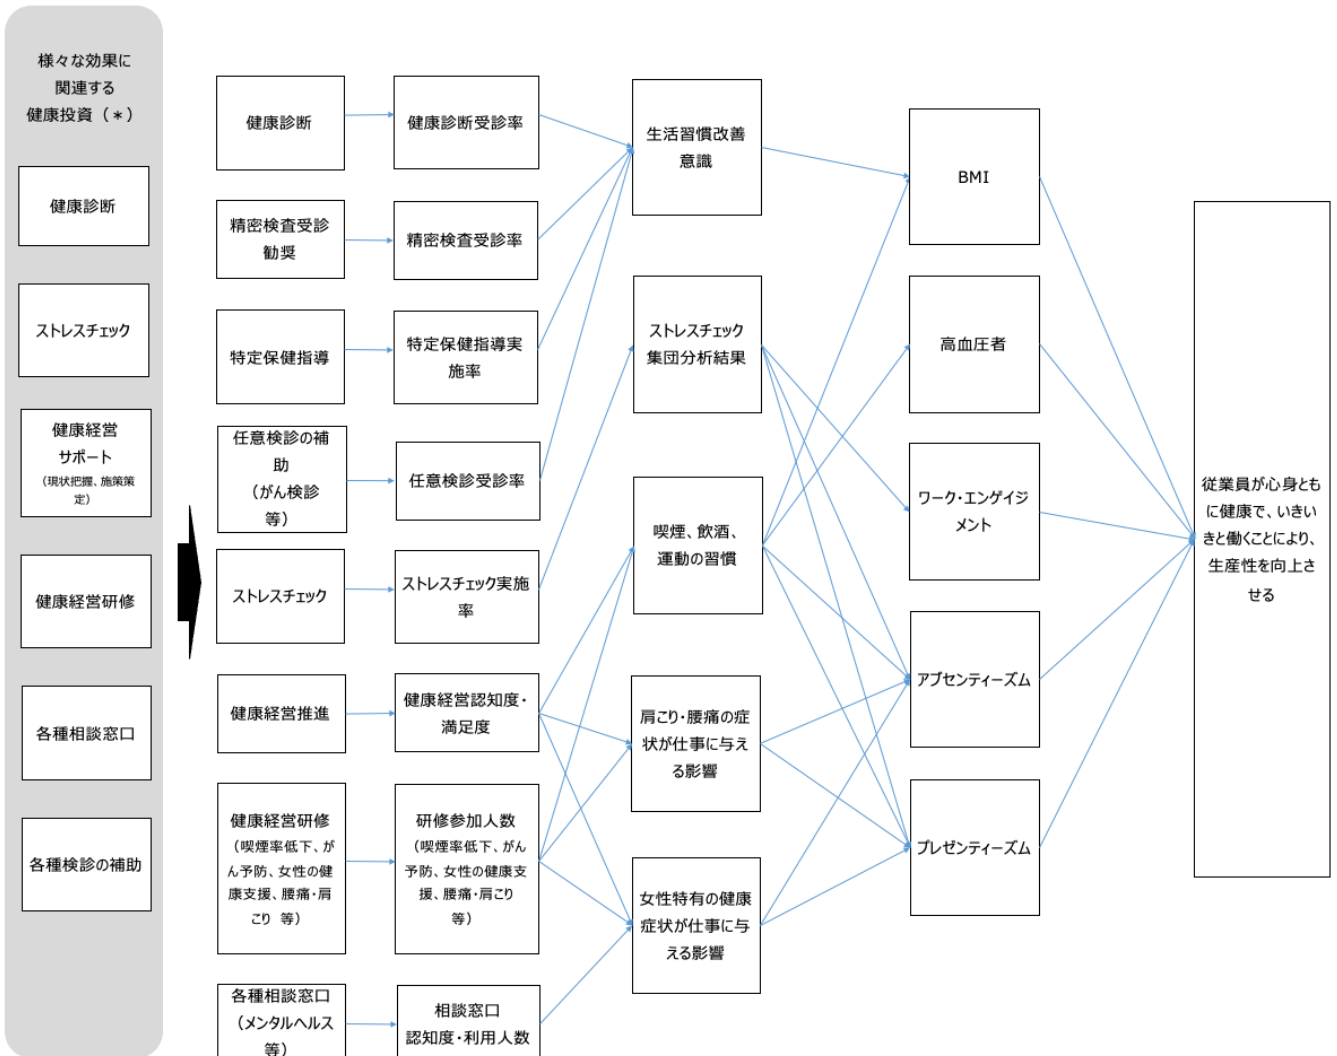 様々な効果に
関連する
健康投資（＊）
健康診断
ストレスチェック
健康経営
サポート
（現状把握、施策策
定）
健康経営研修
各種相談窓口
各種検診の補助
健康診断
精密検査受診
勧奨
特定保健指導
任意検診の補
助
（がん検診
等）
ストレスチェック
健康経営推進
健康経営研修
（喫煙率低下、が
ん予防、女性の健
康支援、腰痛・肩
こり 等）
各種相談窓口
（メンタルヘルス
等）
健康診断受診率
精密検査受診率
特定保健指導実
施率
任意検診受診率
ストレスチェック実施
率
健康経営認知度・
満足度
研修参加人数
（喫煙率低下、がん
予防、女性の健康支
援、腰痛・肩こり
等）
相談窓口
認知度・利用人数
生活習慣改善
意識
ストレスチェック
集団分析結果
喫煙、飲酒、
運動の習慣
肩こり・腰痛の症
状が仕事に与え
る影響
女性特有の健康
症状が仕事に与
える影響
BMI
高血圧者
ワーク・エンゲイジ
メント
アブセンティーズム
プレゼンティーズム
従業員が心身とも
に健康で、いきい
きと働くことにより、
生産性を向上さ
せる